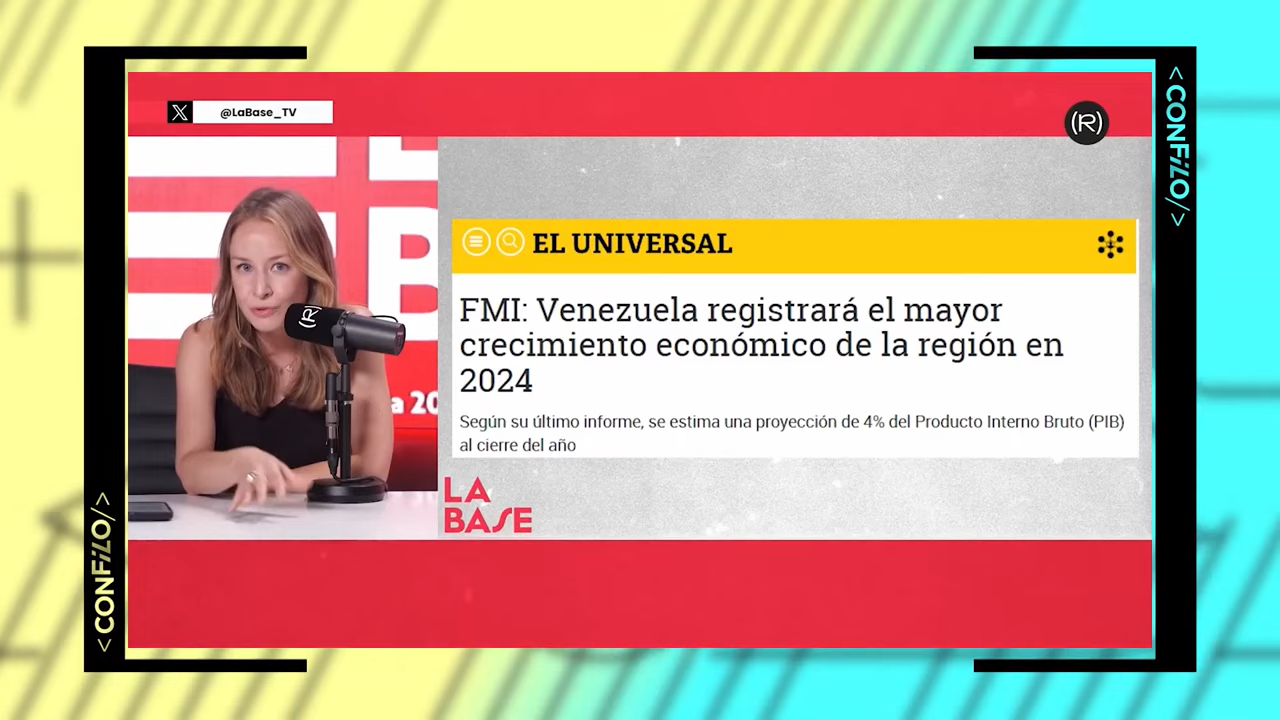 @LaBase_TV
(R)
<CONFiLO/>
EL UNIVERSAL
FMI: Venezuela registrará el mayor
crecimiento económico de la región en
2024
Según su último informe, se estima una proyección de 4% del Producto Interno Bruto (PIB)
al cierre del año
(R)
a 20
LA
BASE
<CONFiLO/>